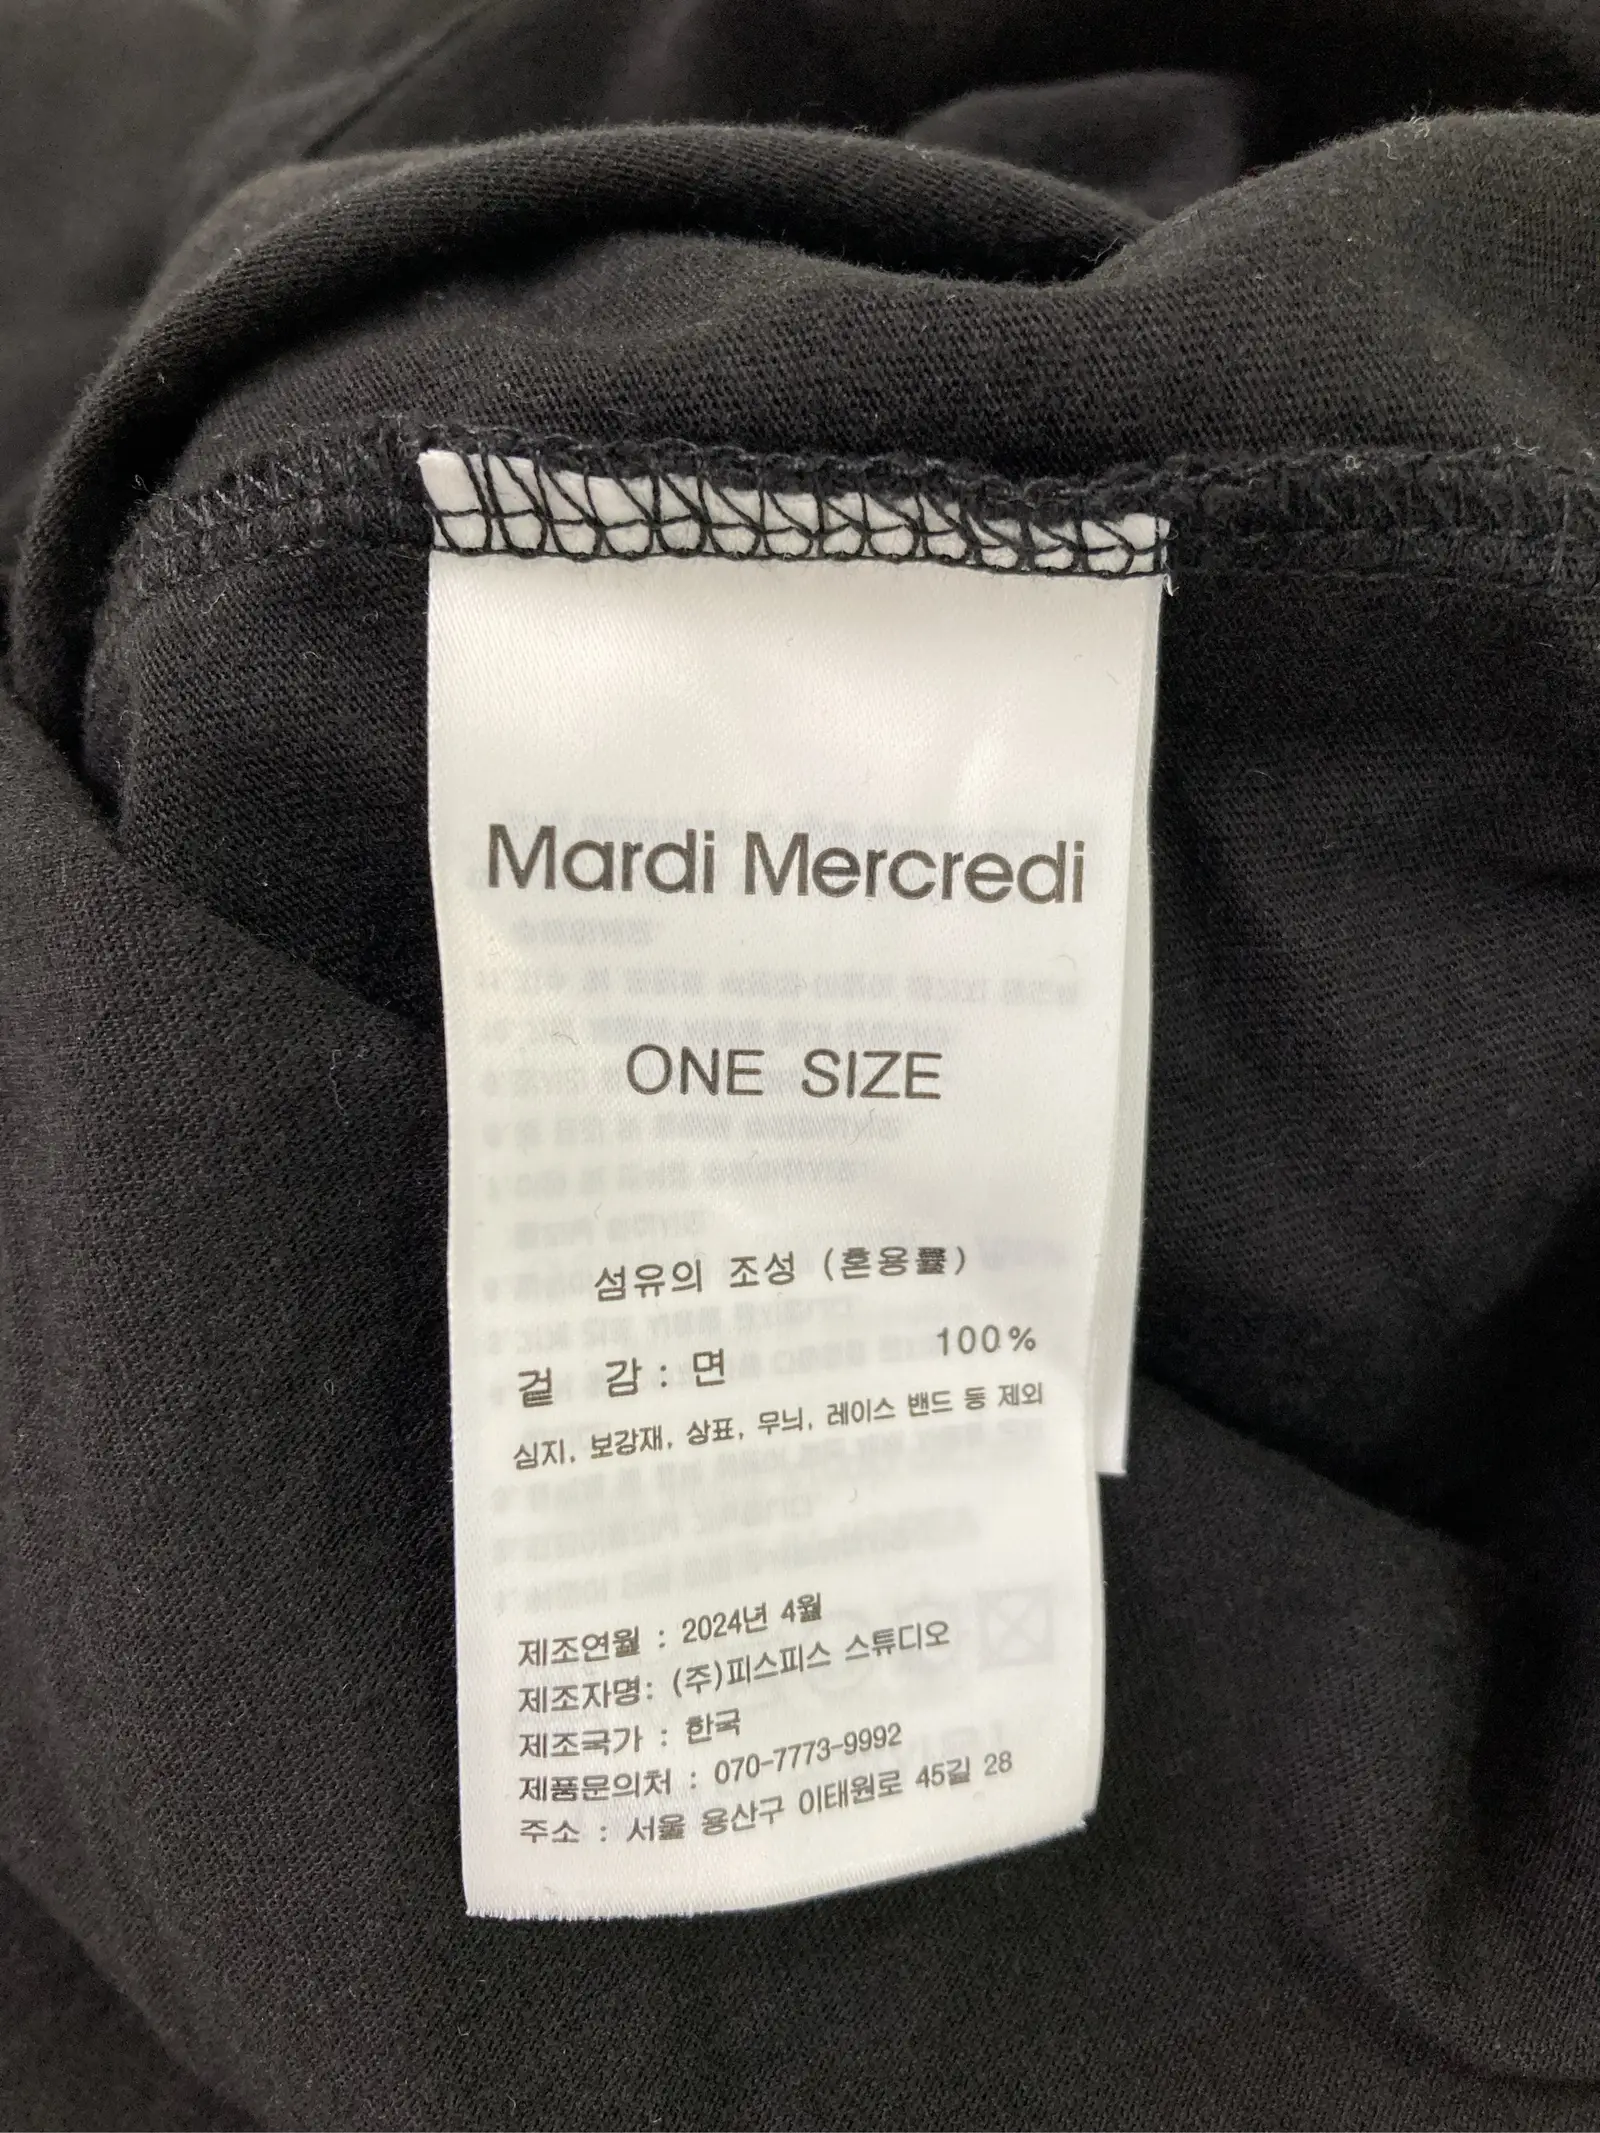 Mardi Mercredi
ONE SIZE
섬유의 조성 (혼용률)
겉 감 : 면 100%
심지, 보강재, 상표, 무늬, 레이스 밴드 등 제외
제조연월 : 2024년 4월
제조자명: (주)피스피스 스튜디오
제조국가 : 한국
제품문의처 : 070-7773-9992
주소 : 서울 용산구 이태원로 45길 28